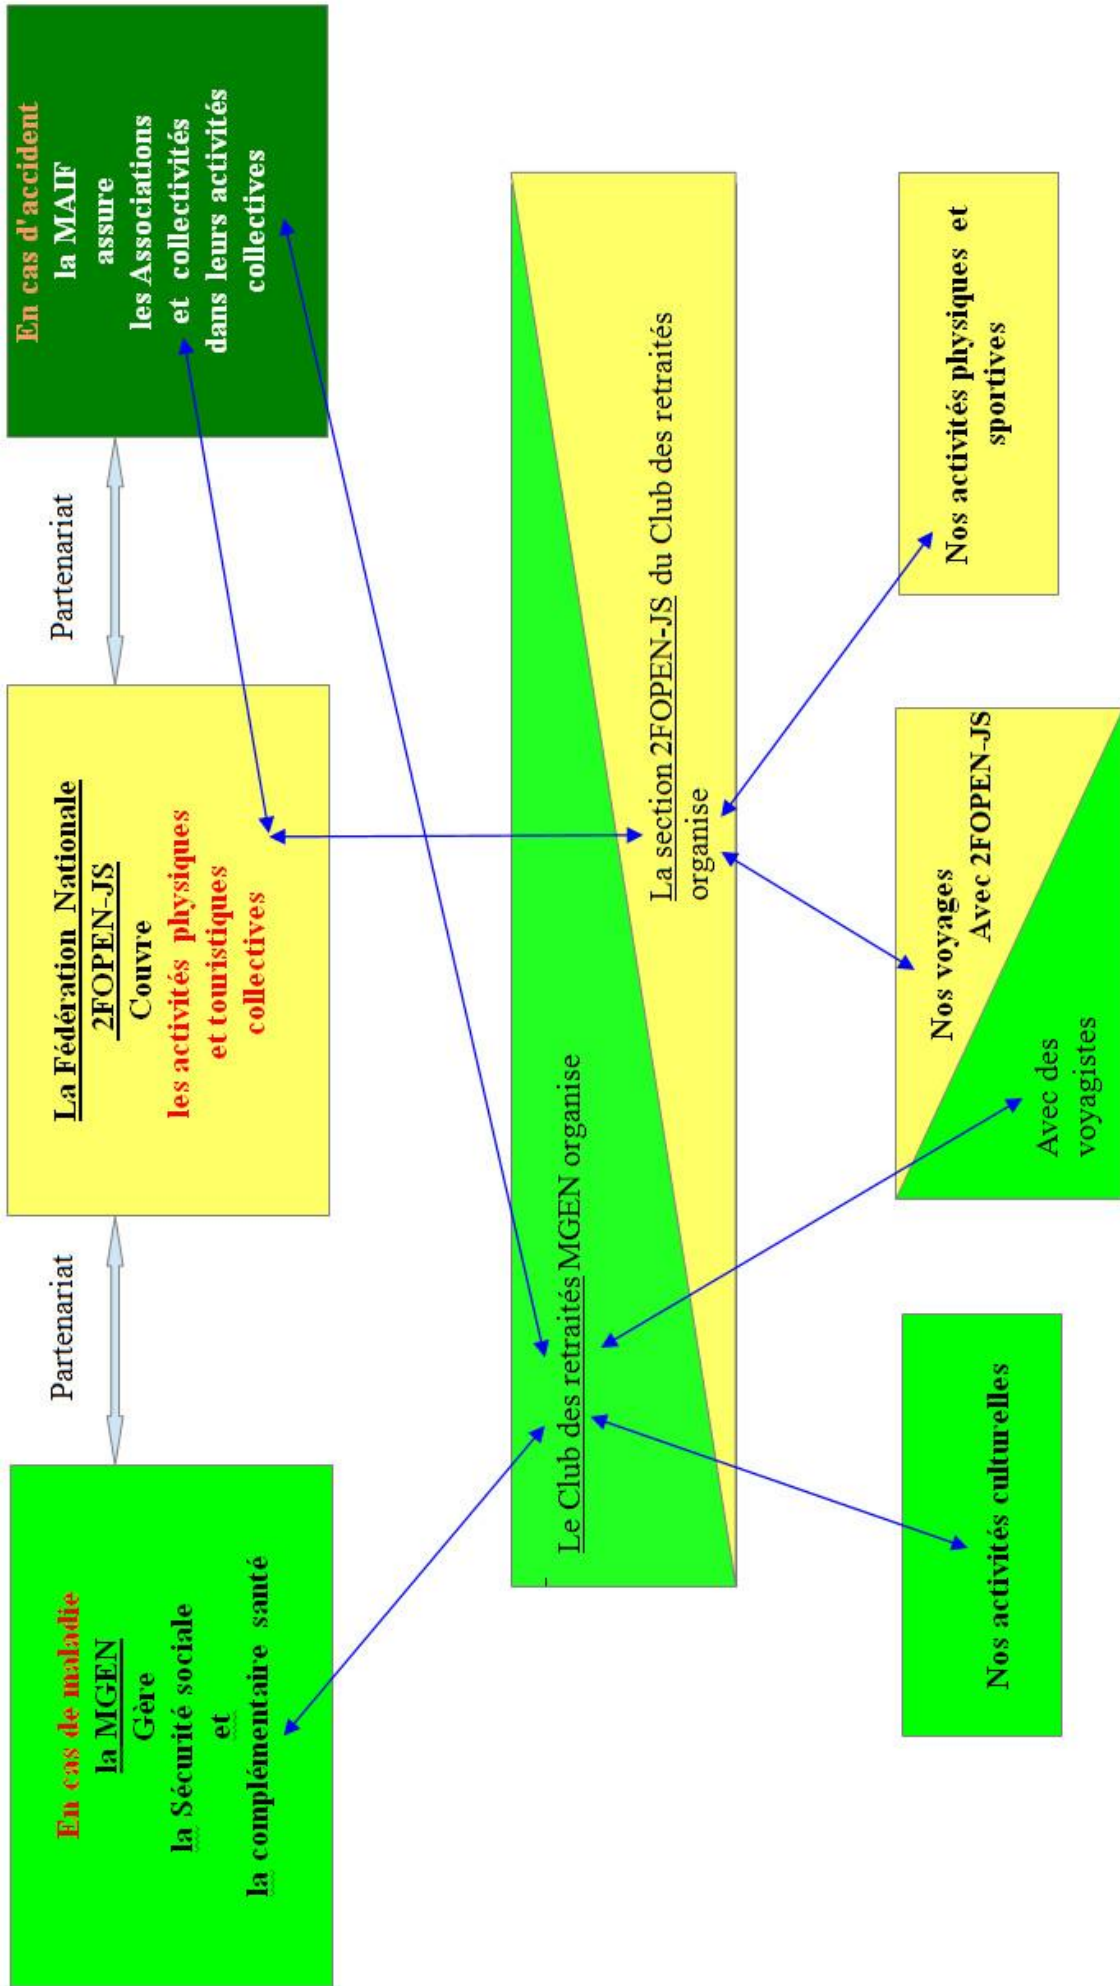 En cas de maladie
la MGEN
Gère
la Sécurité sociale
et
la complémentaire santé
Partenariat
La Fédération Nationale
2FOPEN-JS
Couvre
les activités physiques
et touristiques
collectives
Partenariat
En cas d'accident
la MAIF
assure
les Associations
et collectivités
dans leurs activités
collectives
Le Club des retraités MGEN organise
La section 2FOPEN-JS du Club des retraités
organise
Nos activités culturelles
Nos voyages
Avec 2FOPEN-JS
Avec des
voyagistes
Nos activités physiques et
sportives